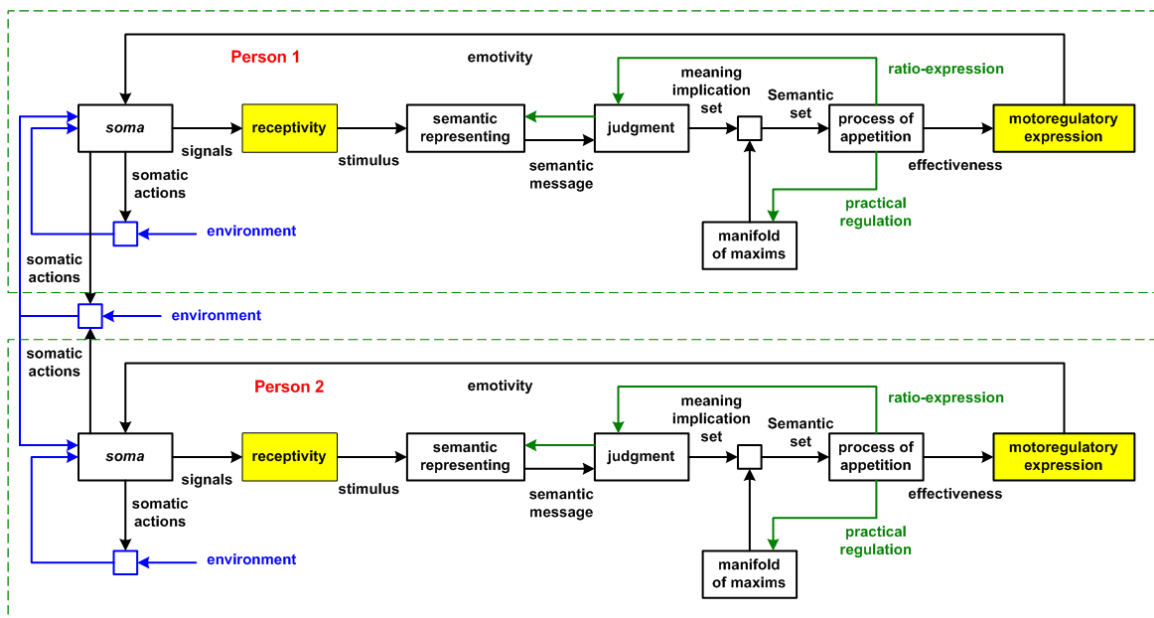 Person 1
emotivity
ratio-expression
meaning
implication
set
Semantic
set
soma
receptivity
semantic
representing
judgment
process of
appetition
motoregulatory
expression
signals
stimulus
semantic
message
effectiveness
somatic
actions
practical
regulation
environment
manifold
of maxims
somatic
actions
environment
somatic
actions
Person 2
emotivity
ratio-expression
meaning
implication
set
Semantic
set
soma
receptivity
semantic
representing
judgment
process of
appetition
motoregulatory
expression
signals
stimulus
semantic
message
effectiveness
somatic
actions
practical
regulation
environment
manifold
of maxims